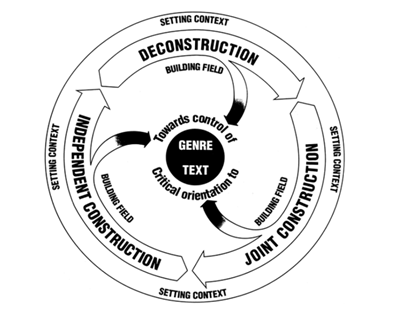 SETTING CONTEXT
DECONSTRUCTION
BUILDING FIELD
Towards control of
GENRE
TEXT
Critical orientation to
SETTING CONTEXT
JOINT CONSTRUCTION
BUILDING FIELD
SETTING CONTEXT
INDEPENDENT CONSTRUCTION
BUILDING FIELD
SETTING CONTEXT